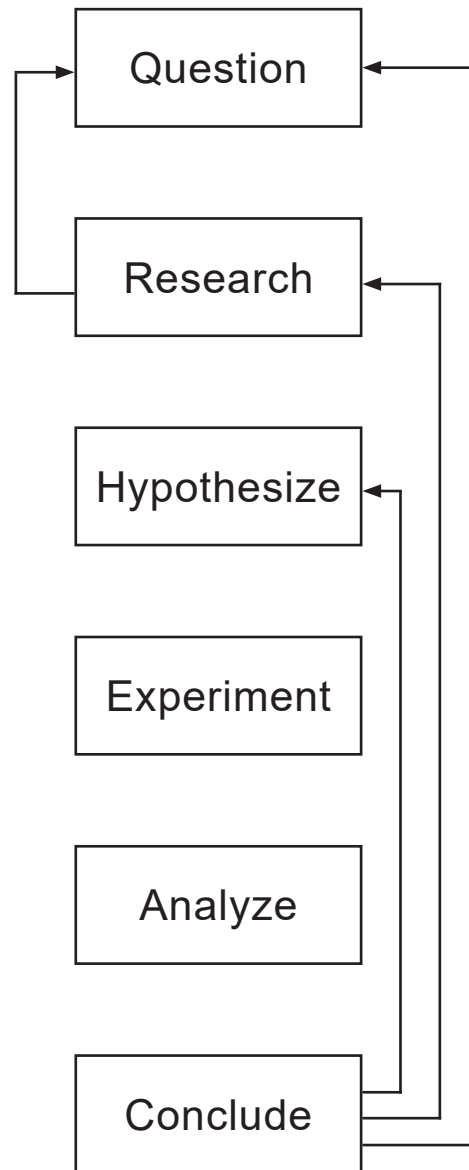 Question
Research
Hypothesize
Experiment
Analyze
Conclude